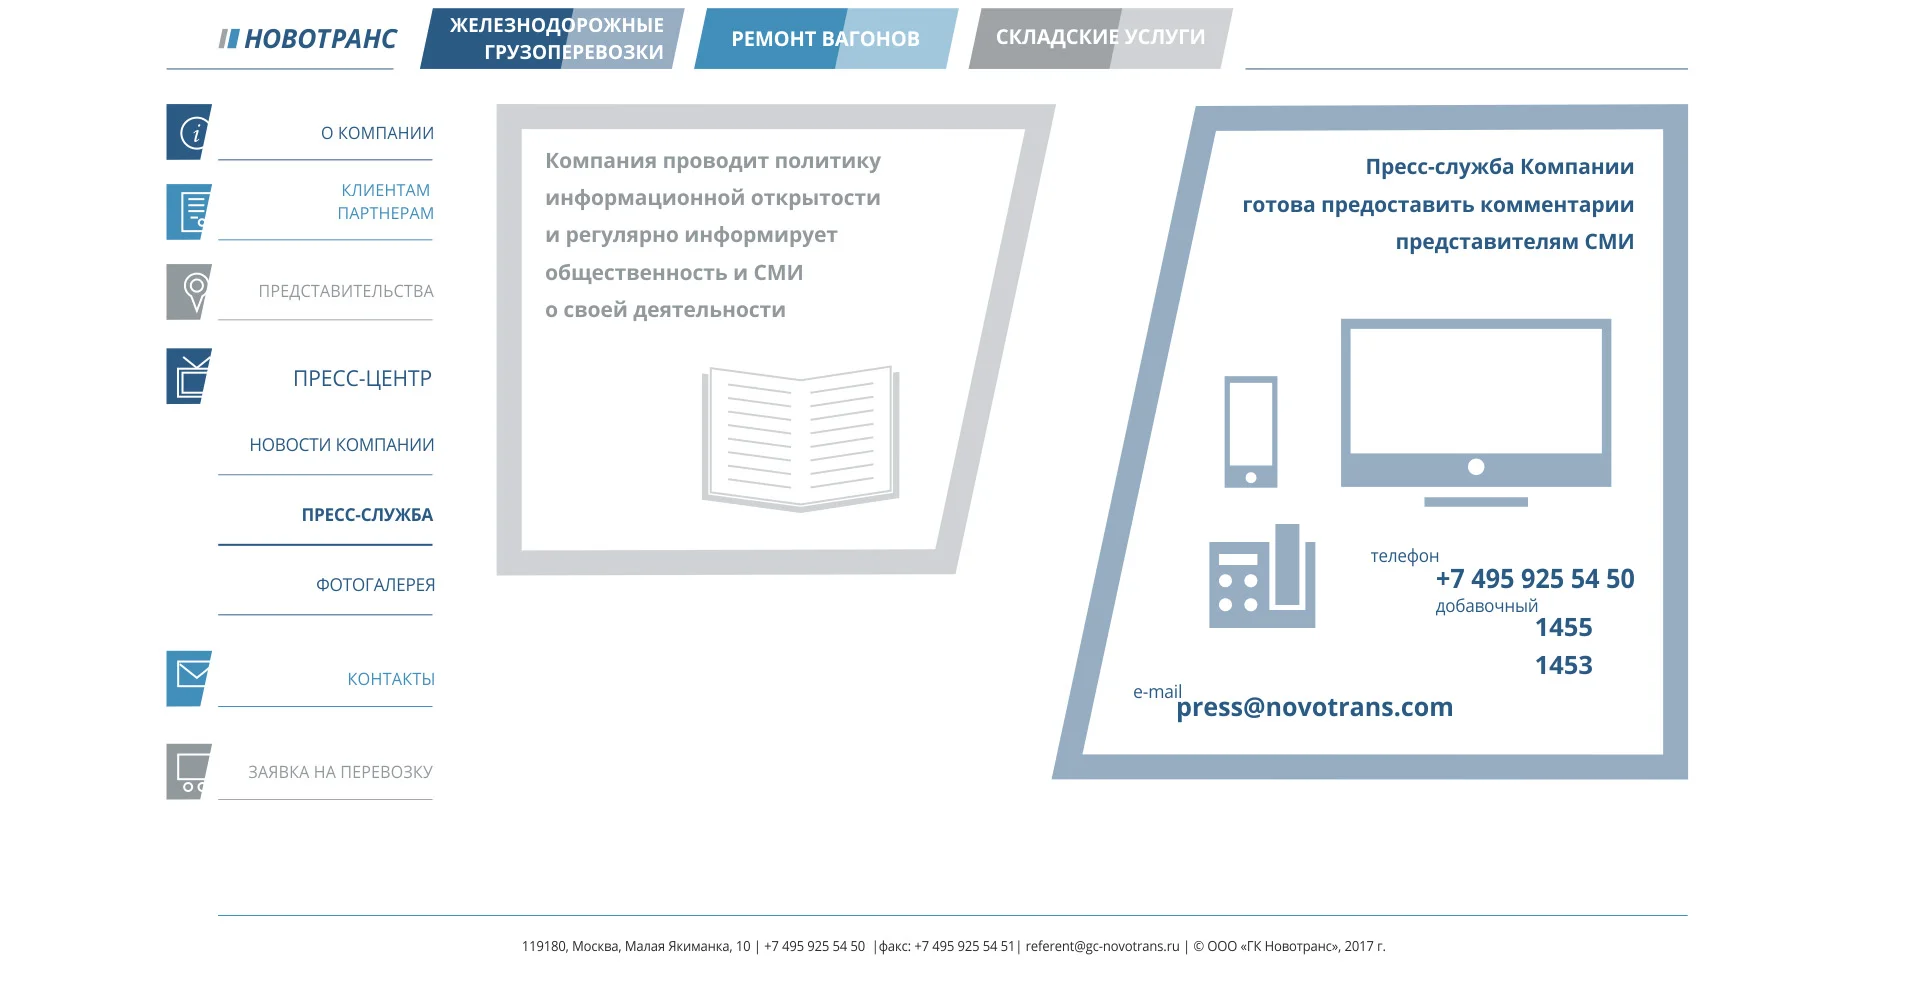 НОВОТРАНС
ЖЕЛЕЗНОДОРОЖНЫЕ
ГРУЗОПЕРЕВОЗКИ
РЕМОНТ ВАГОНОВ
СКЛАДСКИЕ УСЛУГИ
i
О КОМПАНИИ
КЛИЕНТАМ
ПАРТНЕРАМ
ПРЕДСТАВИТЕЛЬСТВА
ПРЕСС-ЦЕНТР
НОВОСТИ КОМПАНИИ
ПРЕСС-СЛУЖБА
ФОТОГАЛЕРЕЯ
КОНТАКТЫ
ЗАЯВКА НА ПЕРЕВОЗКУ
Компания проводит политику
информационной открытости
и регулярно информирует
общественность и СМИ
о своей деятельности
Пресс-служба Компании
готова предоставить комментарии
представителям СМИ
телефон
+7 495 925 54 50
добавочный
1455
1453
e-mail
press@novotrans.com
119180, Москва, Малая Якиманка, 10 | +7 495 925 54 50 |факс: +7 495 925 54 51| referent@gc-novotrans.ru | © ООО «ГК Новотранс», 2017 г.